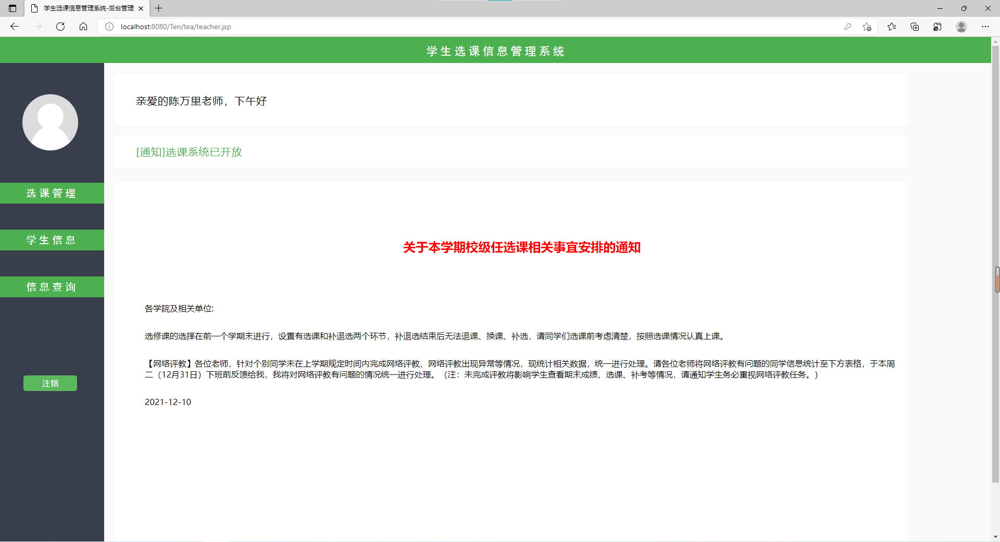 学生选课信息管理系统-后台管理
localhost:8080/Ten/tea/teacher.jsp
学生选课信息管理系统
亲爱的陈万里老师，下午好
[通知]选课系统已开放
选课管理
学生信息
信息查询
注销
关于本学期校级任选课相关事宜安排的通知
各学院及相关单位:
选修课的选择在前一个学期末进行，设置有选课和补退选两个环节，补退选结束后无法退课、换课、补选，请同学们选课前考虑清楚，按照选课情况认真上课。
【网络评教】各位老师，针对个别同学未在上学期规定时间内完成网络评教、网络评教出现异常等情况，现统计相关数据，统一进行处理。请各位老师将网络评教有问题的同学信息统计至下方表格，于本周
二（12月31日）下班前反馈给我，我将对网络评教有问题的情况统一进行处理。（注：未完成评教将影响学生查看期末成绩、选课、补考等情况，请通知学生务必重视网络评教任务。）
2021-12-10